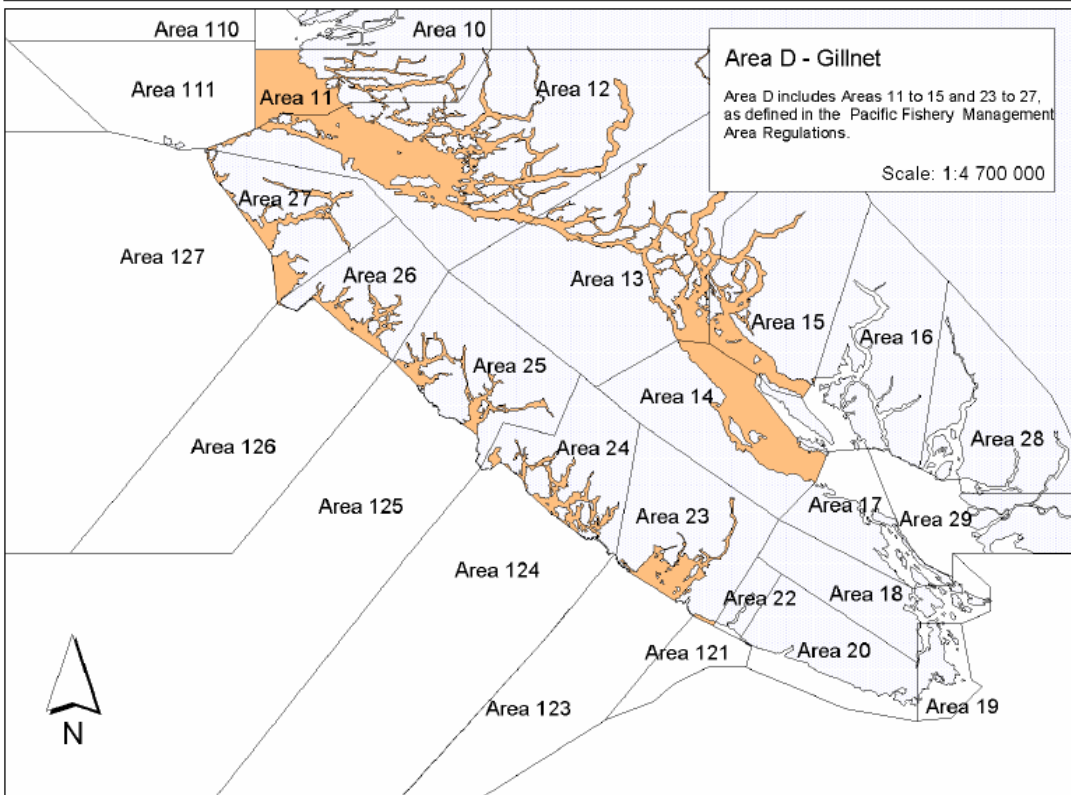 Area 110
Area 10
Area D - Gillnet
Area D includes Areas 11 to 15 and 23 to 27,
as defined in the Pacific Fishery Management
Area Regulations.
Scale: 1:4 700 000
Area 111
Area 11
Area 12
Area 27
Area 127
Area 26
Area 13
Area 15
Area 16
Area 25
Area 14
Area 126
Area 24
Area 28
Area 125
Area 23
Area 17
Area 29
Area 124
Area 22
Area 18
Area 121
Area 20
Area 123
Area 19
N